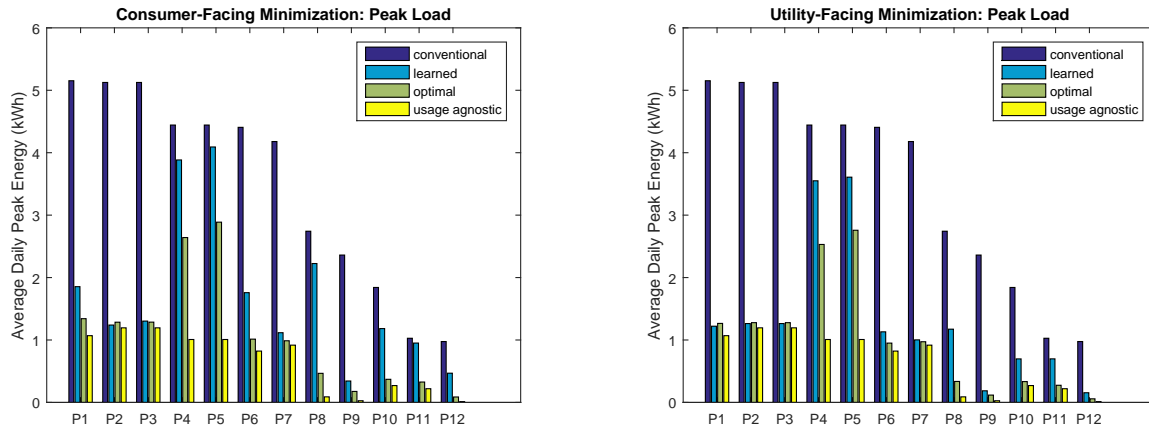 Consumer-Facing Minimization: Peak Load
Average Daily Peak Energy (kWh)
6
5
4
3
2
1
0
conventional
learned
optimal
usage agnostic
P1 P2 P3 P4 P5 P6 P7 P8 P9 P10 P11 P12
Utility-Facing Minimization: Peak Load
Average Daily Peak Energy (kWh)
6
5
4
3
2
1
0
conventional
learned
optimal
usage agnostic
P1 P2 P3 P4 P5 P6 P7 P8 P9 P10 P11 P12